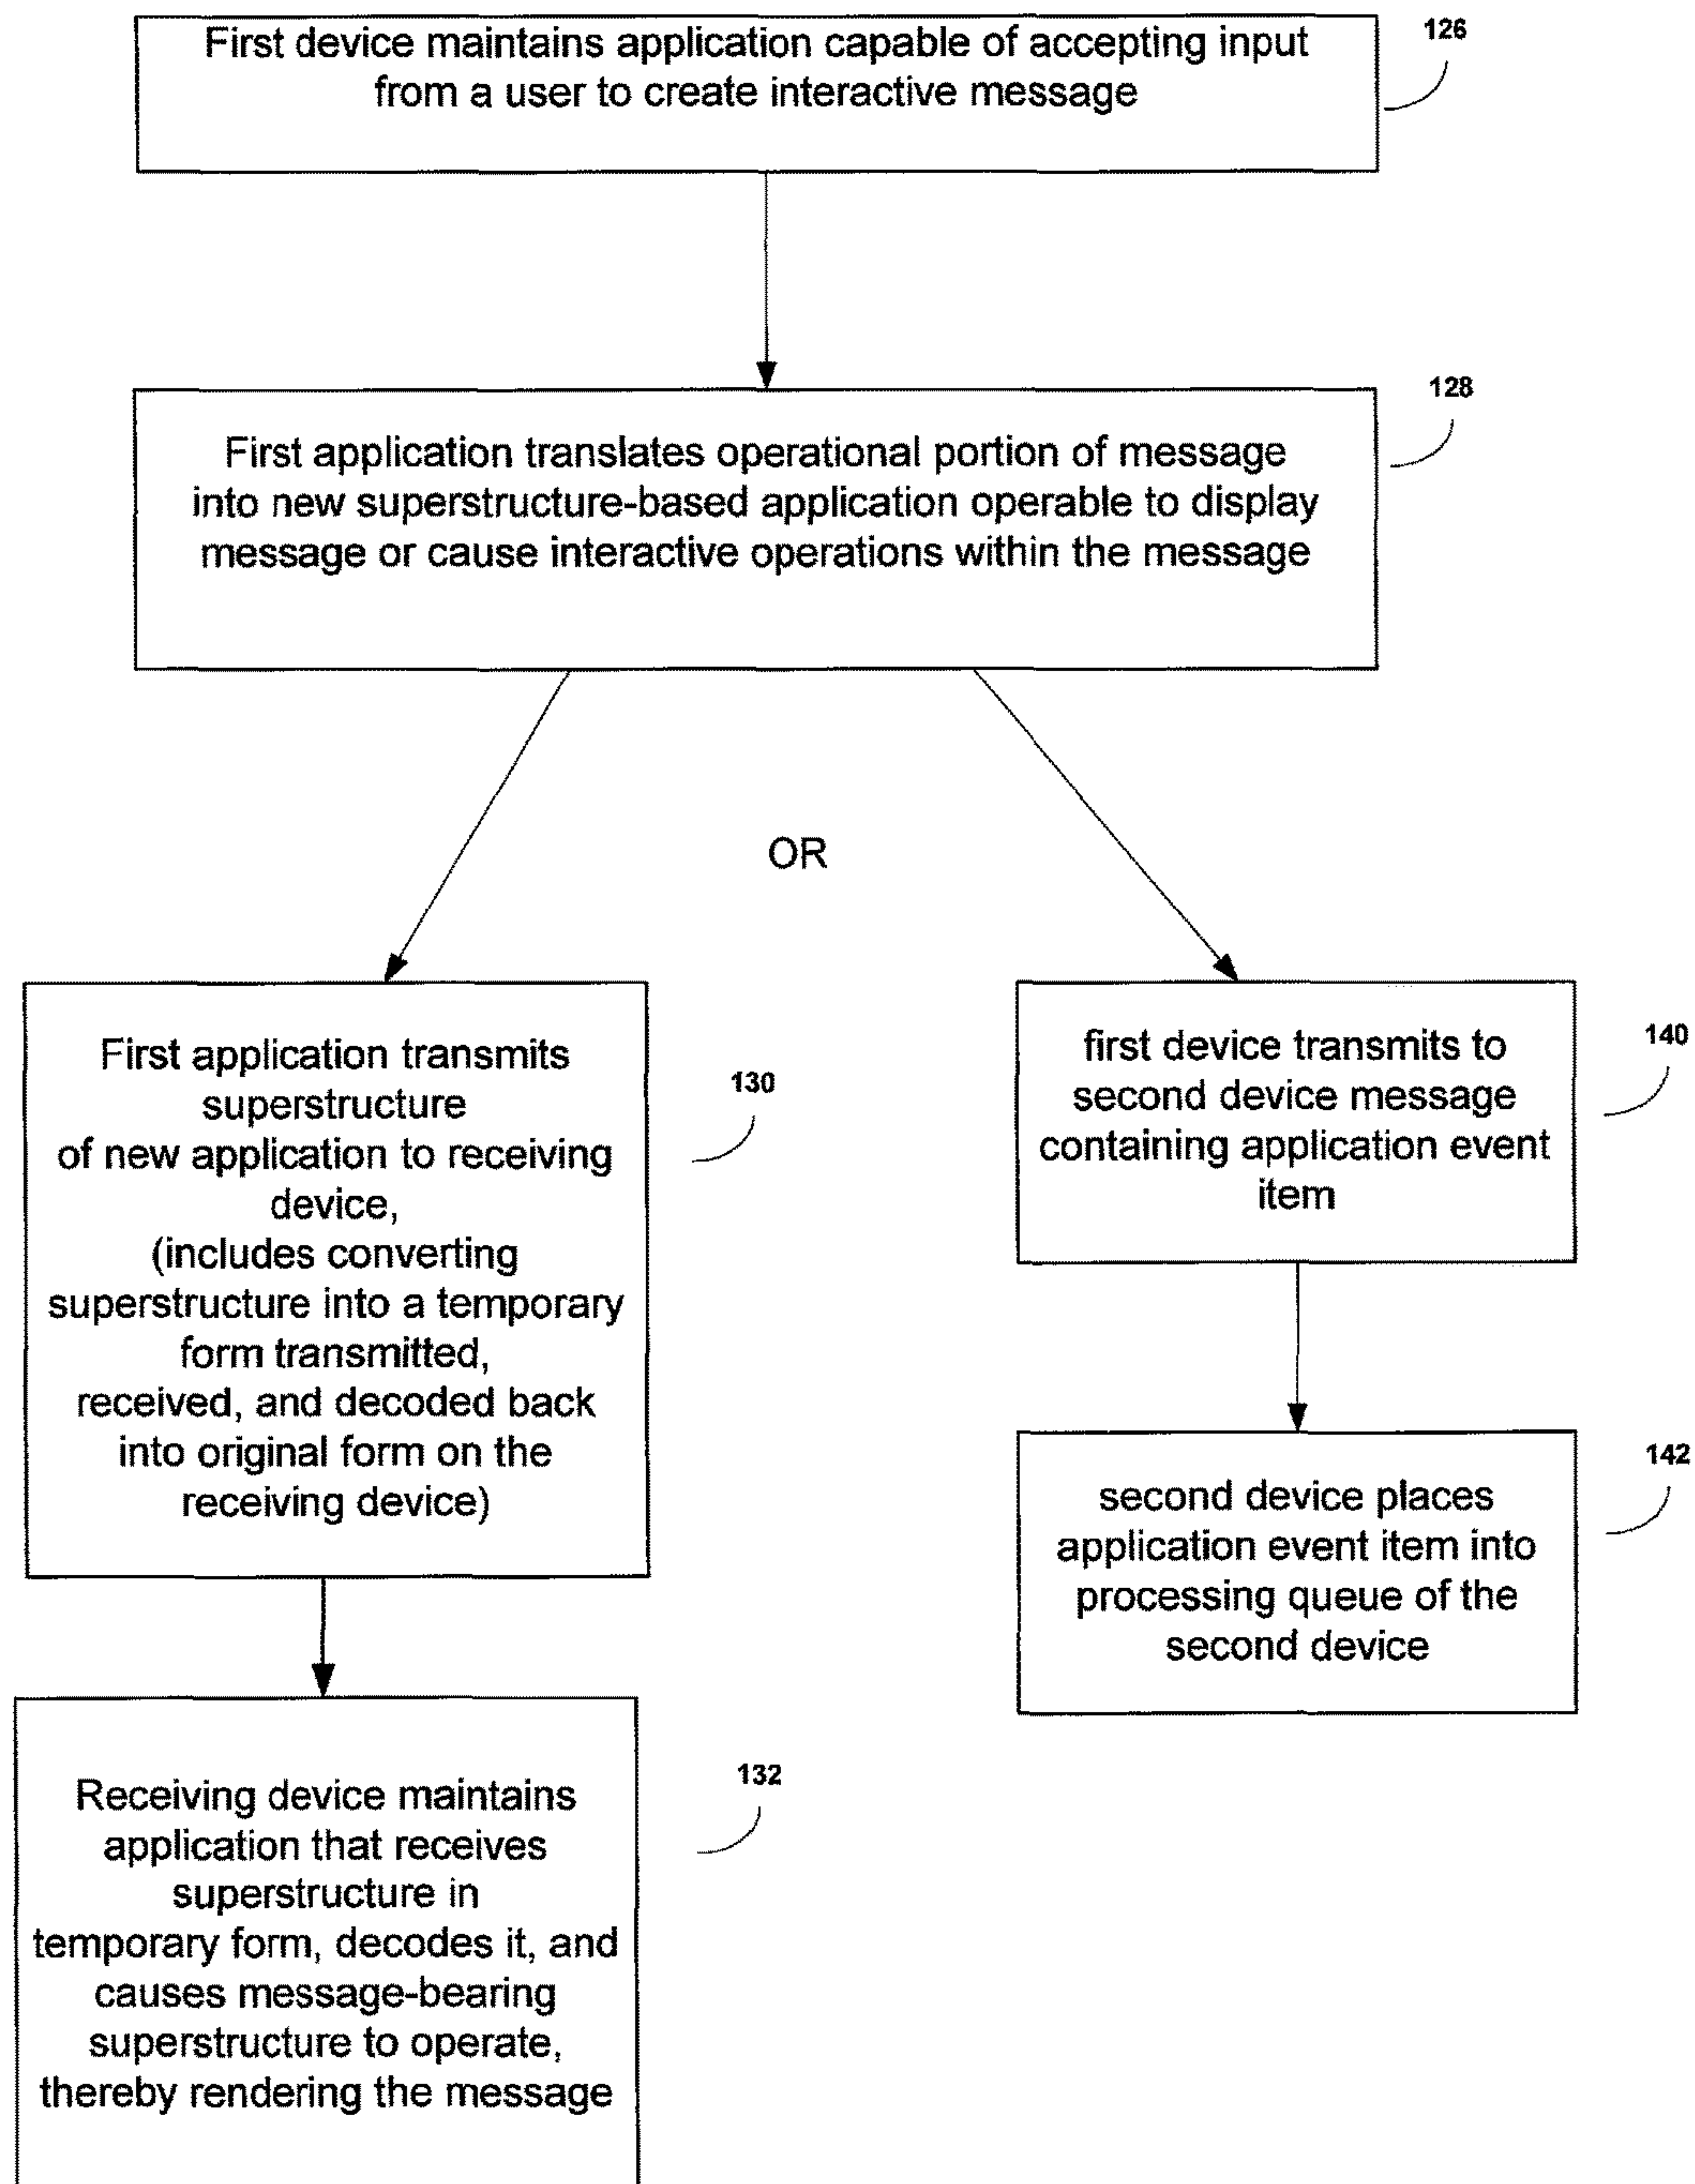 First device maintains application capable of accepting input
from a user to create interactive message
126
First application translates operational portion of message
into new superstructure-based application operable to display
message or cause interactive operations within the message
128
OR
First application transmits
superstructure
of new application to receiving
device,
(includes converting
superstructure into a temporary
form transmitted,
received, and decoded back
into original form on the
receiving device)
130
Receiving device maintains
application that receives
superstructure in
temporary form, decodes it, and
causes message-bearing
superstructure to operate,
thereby rendering the message
132
first device transmits to
second device message
containing application event
item
140
second device places
application event item into
processing queue of the
second device
142